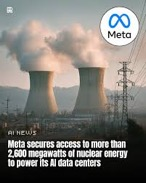 Meta
AI NEWS
Meta secures access to more than
2,600 megawatts of nuclear energy
to power its AI data centers